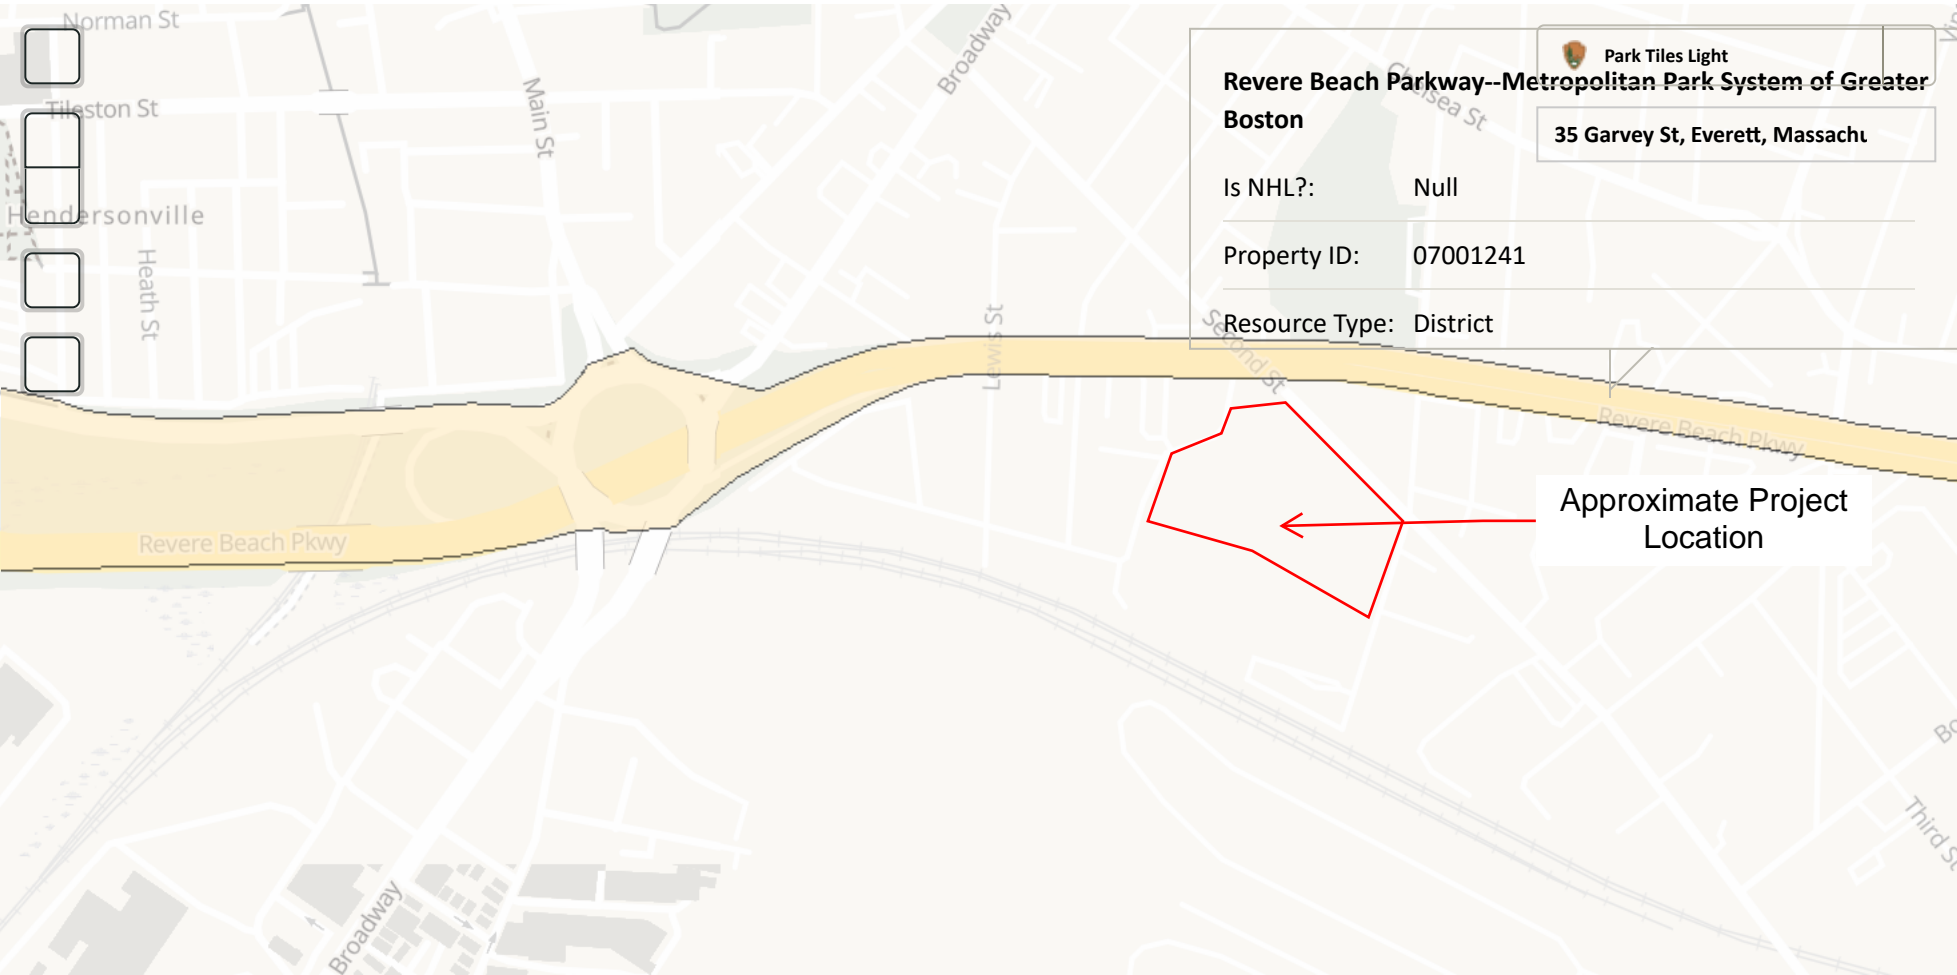 Norman St
Tileston St
Hendersonville
Heath St
Main St
Broadway
Chelsea St
Park Tiles Light
Revere Beach Parkway--Metropolitan Park System of Greater
Boston
35 Garvey St, Everett, Massachu
Is NHL?: Null
Property ID: 07001241
Resource Type: District
Second St
Lewis St
Revere Beach Pkwy
Revere Beach Pkwy
Approximate Project
Location
Third St
Broadway